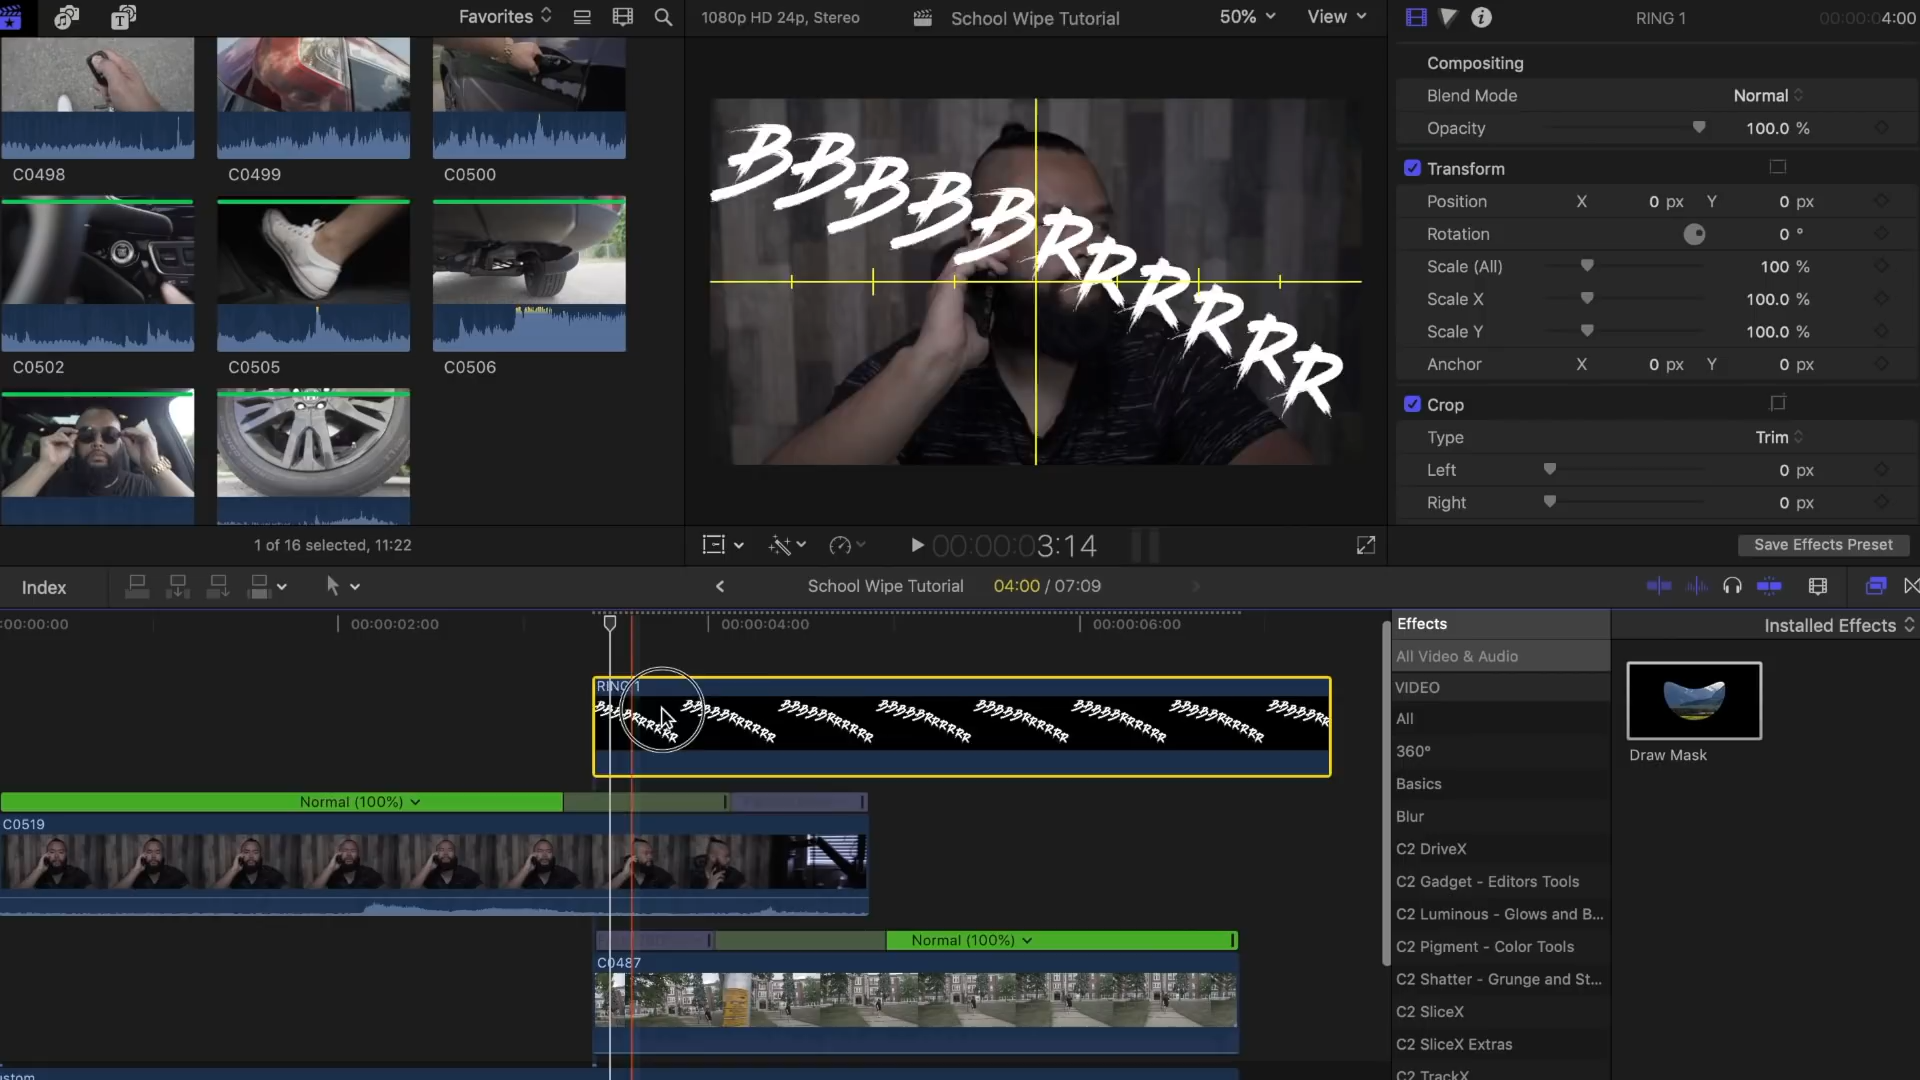 Favorites
1080p HD 24p, Stereo
School Wipe Tutorial
50%
View
RING 1
00:00:04:00
C0498
C0499
C0500
C0502
C0505
C0506
1 of 16 selected, 11:22
BBBBBRRRRRR
00:00:00:03:14
Compositing
Blend Mode
Normal
Opacity
100.0 %
Transform
Position X 0 px Y 0 px
Rotation 0 °
Scale (All) 100 %
Scale X 100.0 %
Scale Y 100.0 %
Anchor X 0 px Y 0 px
Crop
Type Trim
Left 0 px
Right 0 px
Save Effects Preset
Index
School Wipe Tutorial
04:00 / 07:09
:00:00:00
00:00:02:00
00:00:04:00
00:00:06:00
RING 1
Normal (100%)
C0519
Normal (100%)
C0487
Effects
Installed Effects
All Video & Audio
VIDEO
All
360°
Basics
Blur
C2 DriveX
C2 Gadget - Editors Tools
C2 Luminous - Glows and B...
C2 Pigment - Color Tools
C2 Shatter - Grunge and St...
C2 SliceX
C2 SliceX Extras
C2 TrackX
Draw Mask